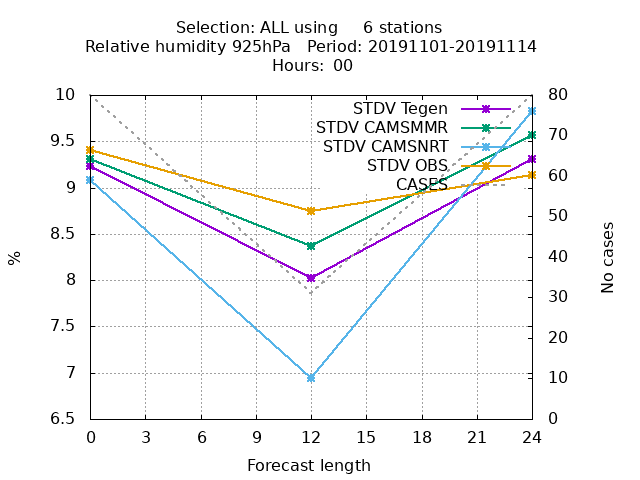 Selection: ALL using     6 stations
Relative humidity 925hPa   Period: 20191101-20191114
Hours:  00
10
9.5
9
8.5
8
7.5
7
6.5
%
80
70
60
50
40
30
20
10
0
No cases
STDV Tegen
STDV CAMSMMR
STDV CAMSNRT
STDV OBS
CASES
0 3 6 9 12 15 18 21 24
Forecast length